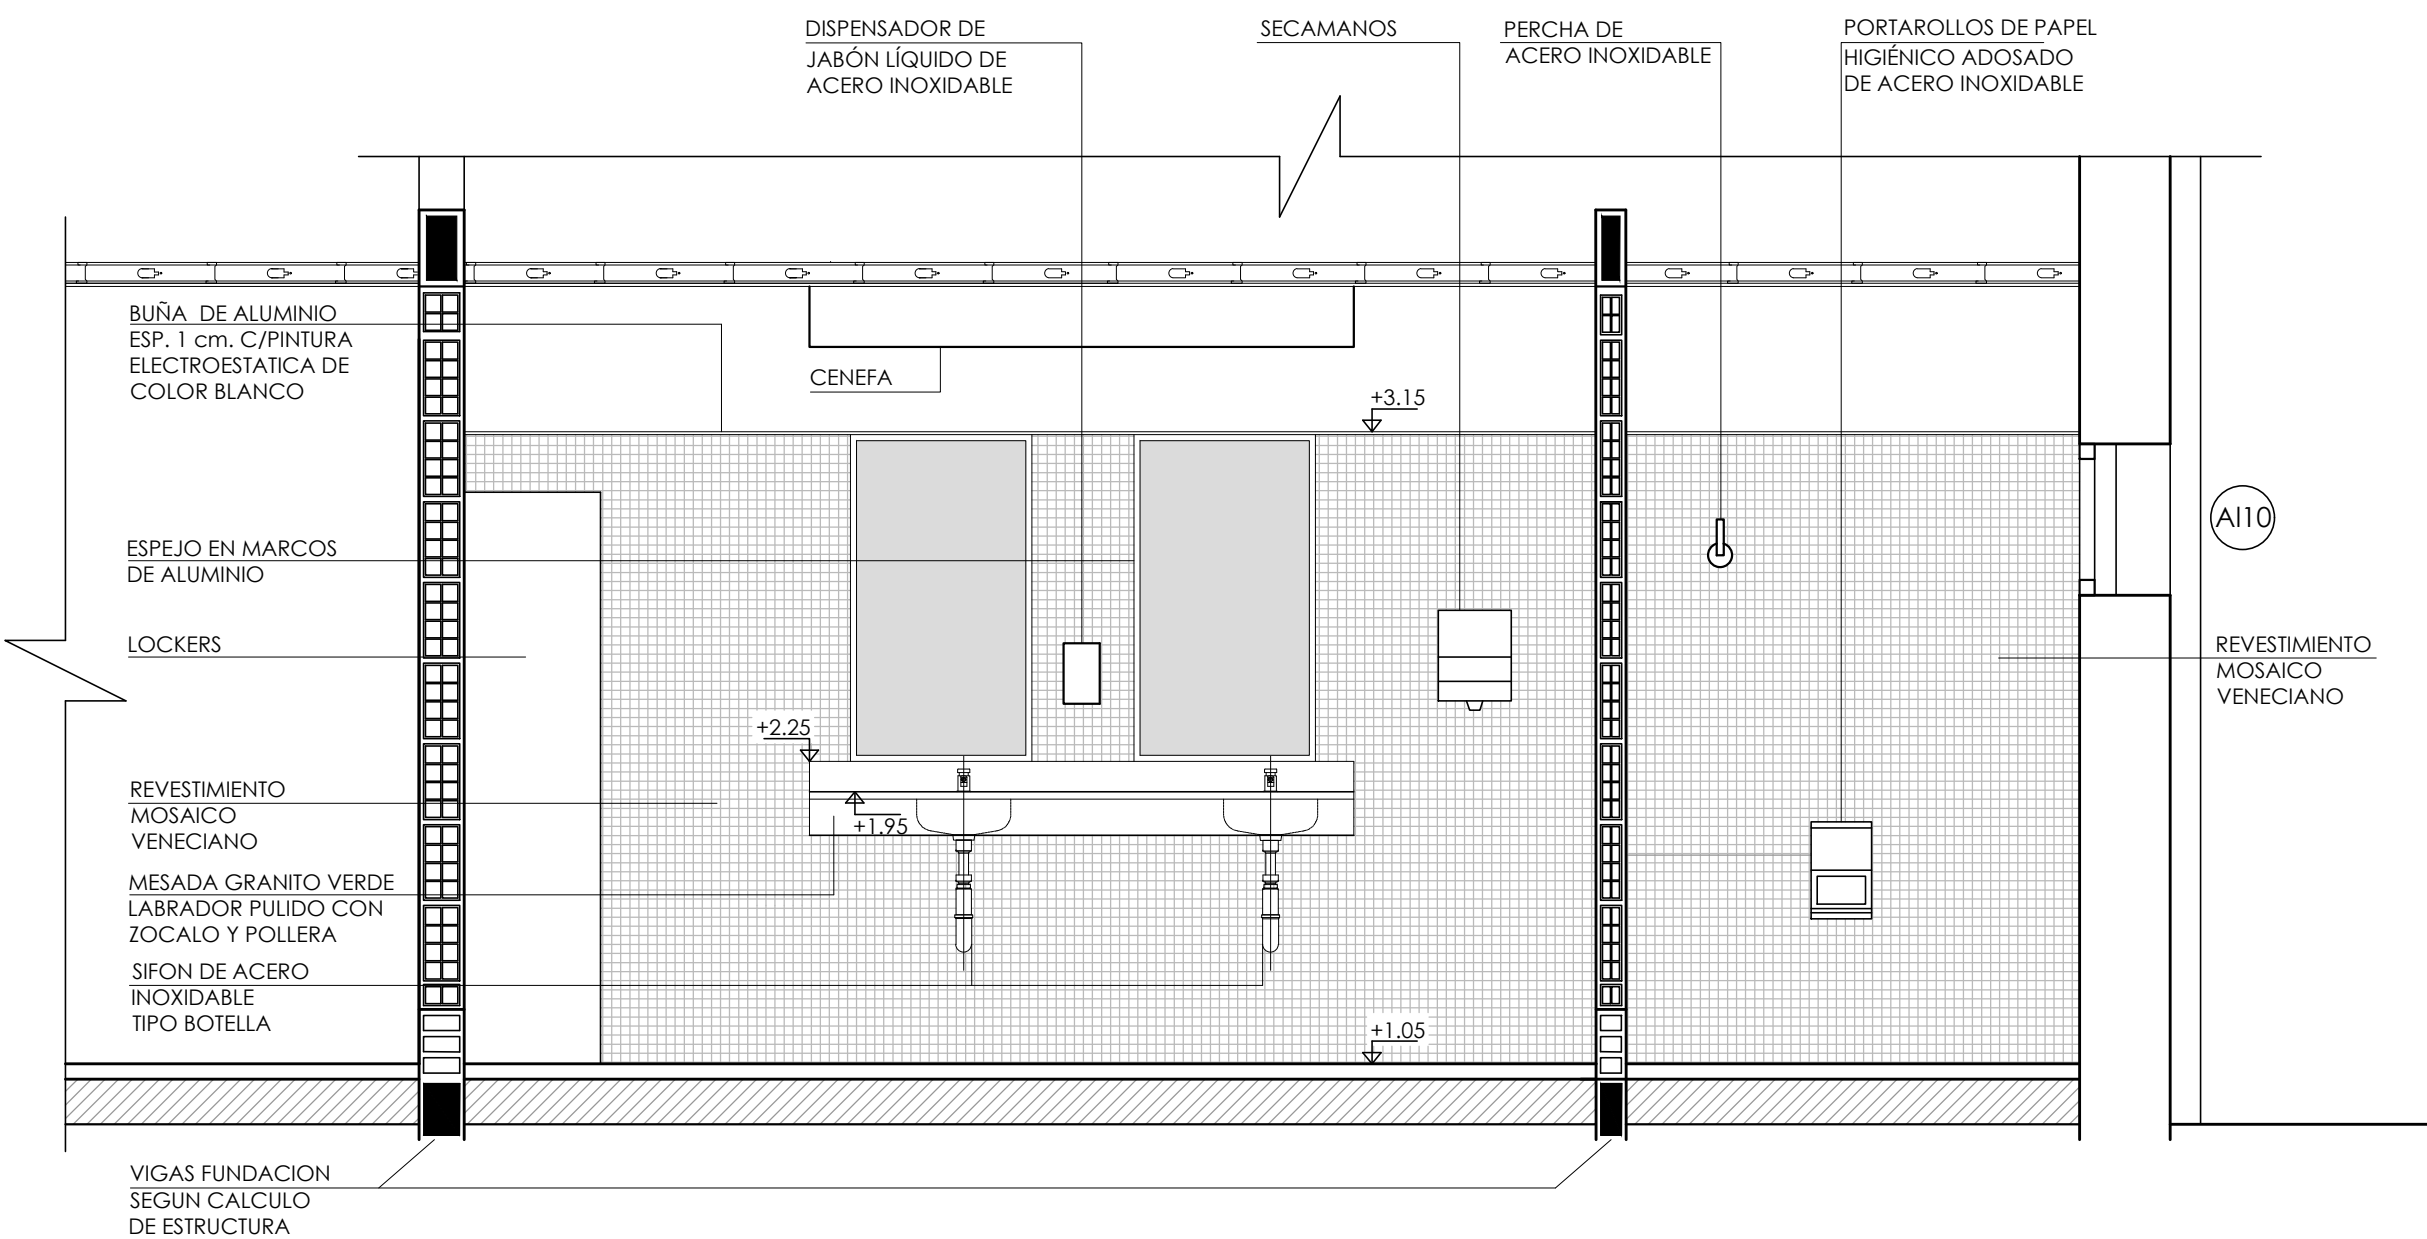 DISPENSADOR DE
JABÓN LÍQUIDO DE
ACERO INOXIDABLE
SECAMANOS
PERCHA DE
ACERO INOXIDABLE
PORTAROLLOS DE PAPEL
HIGIÉNICO ADOSADO
DE ACERO INOXIDABLE
BUÑA DE ALUMINIO
ESP. 1 cm. C/PINTURA
ELECTROESTATICA DE
COLOR BLANCO
CENEFA
+3.15
AI10
ESPEJO EN MARCOS
DE ALUMINIO
LOCKERS
REVESTIMIENTO
MOSAICO
VENECIANO
+2.25
REVESTIMIENTO
MOSAICO
VENECIANO
+1.95
MESADA GRANITO VERDE
LABRADOR PULIDO CON
ZOCALO Y POLLERA
SIFON DE ACERO
INOXIDABLE
TIPO BOTELLA
+1.05
VIGAS FUNDACION
SEGUN CALCULO
DE ESTRUCTURA